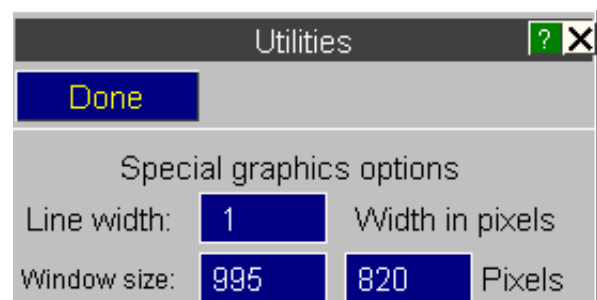 Utilities ? X
Done
Special graphics options
Line width: 1 Width in pixels
Window size: 995 820 Pixels